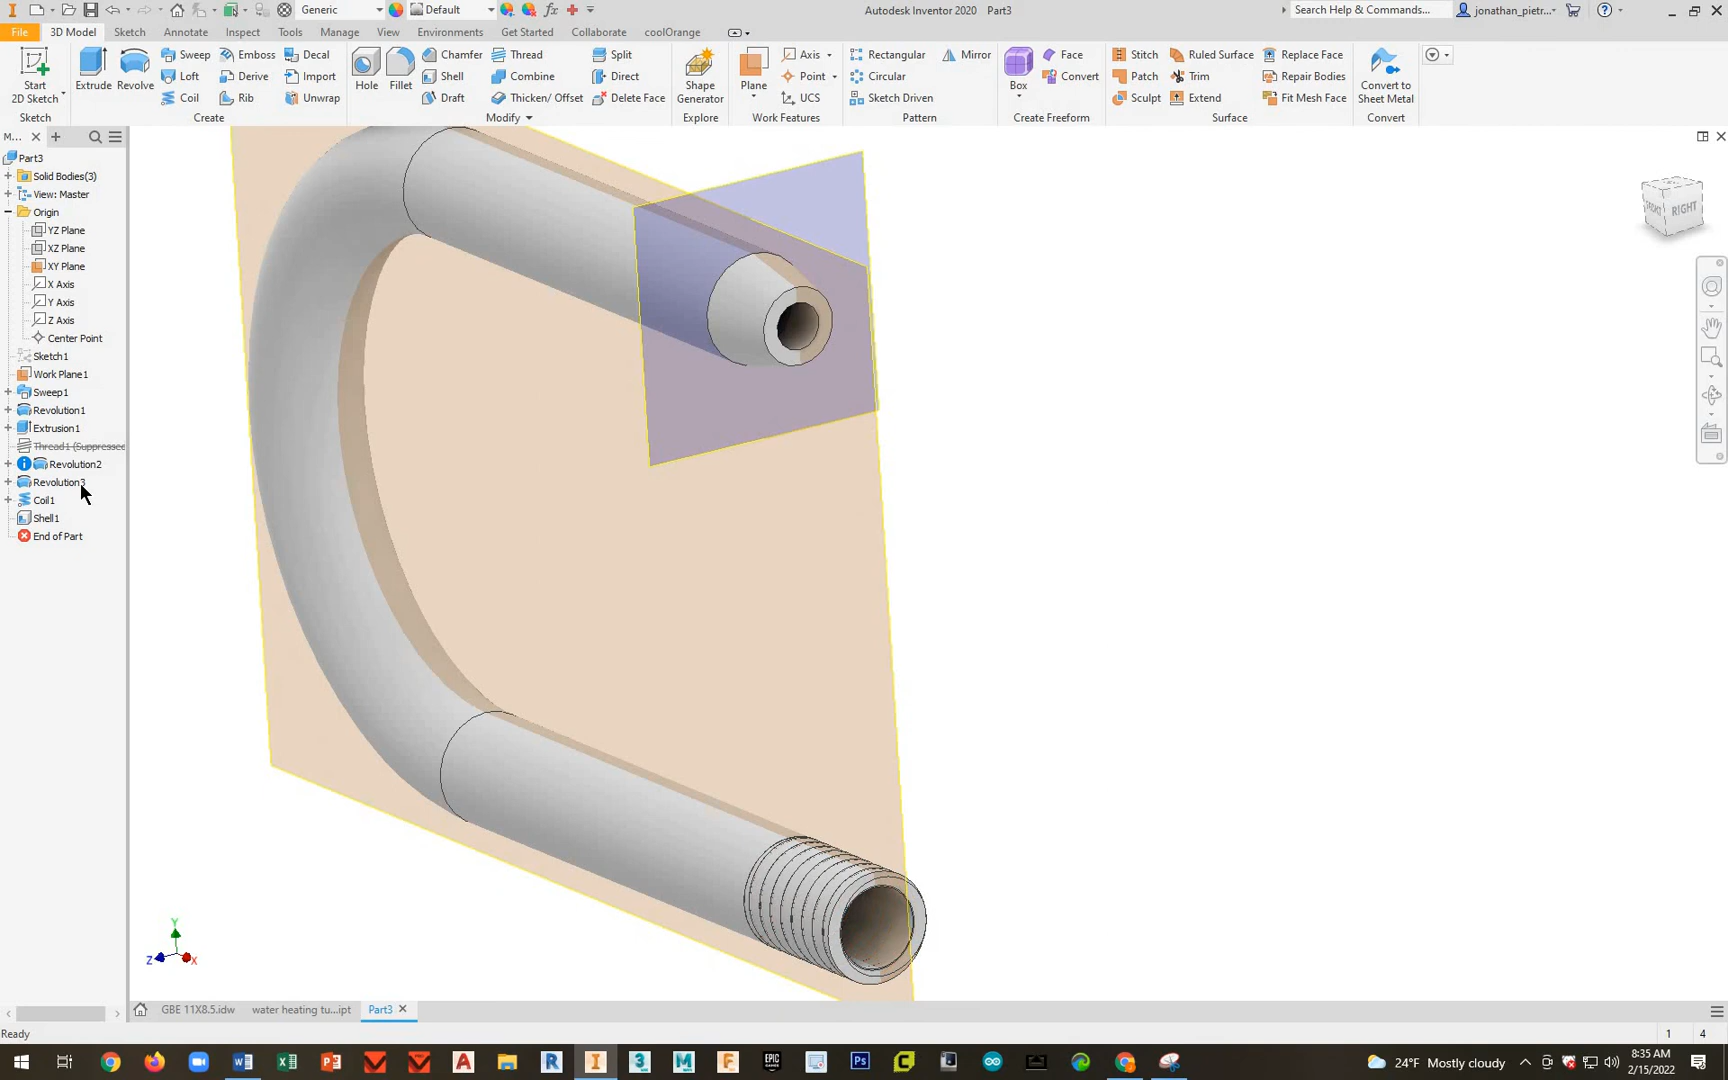 Generic Default fx Autodesk Inventor 2020 Part3 Search Help & Commands... jonathan_pietr...
File 3D Model Sketch Annotate Inspect Tools Manage View Environments Get Started Collaborate coolOrange
Start 2D Sketch Extrude Revolve Sweep Emboss Decal Hole Fillet Chamfer Thread Split Shape Generator Plane Axis Rectangular Mirror Box Face Stitch Ruled Surface Replace Face Convert to Sheet Metal
Loft Derive Import Shell Combine Direct Point Circular Convert Patch Trim Repair Bodies
Coil Rib Unwrap Draft Thicken/ Offset Delete Face UCS Sketch Driven Sculpt Extend Fit Mesh Face
Sketch Create Modify Explore Work Features Pattern Create Freeform Surface Convert
M...
Part3
Solid Bodies(3)
View: Master
Origin
YZ Plane
XZ Plane
XY Plane
X Axis
Y Axis
Z Axis
Center Point
Sketch1
Work Plane1
Sweep1
Revolution1
Extrusion1
Thread1 (Suppressed
Revolution2
Revolution3
Coil1
Shell1
End of Part
FRONT RIGHT
Y
Z X
GBE 11X8.5.idw water heating tu...ipt Part3
Ready 1 4
24°F Mostly cloudy 8:35 AM
2/15/2022